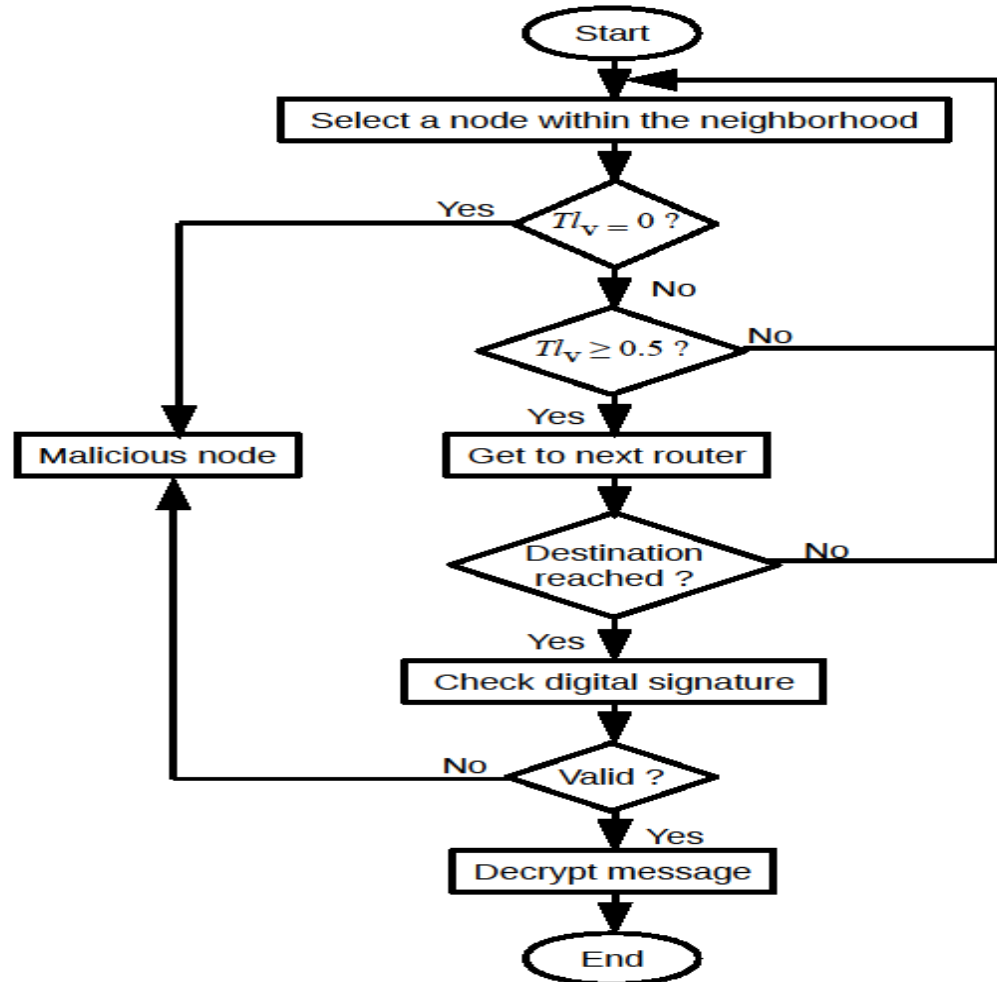 Start
Select a node within the neighborhood
Yes
Tlv = 0 ?
No
Tlv ≥ 0.5 ?
No
Yes
Malicious node
Get to next router
Destination
reached ?
No
Yes
Check digital signature
No
Valid ?
Yes
Decrypt message
End